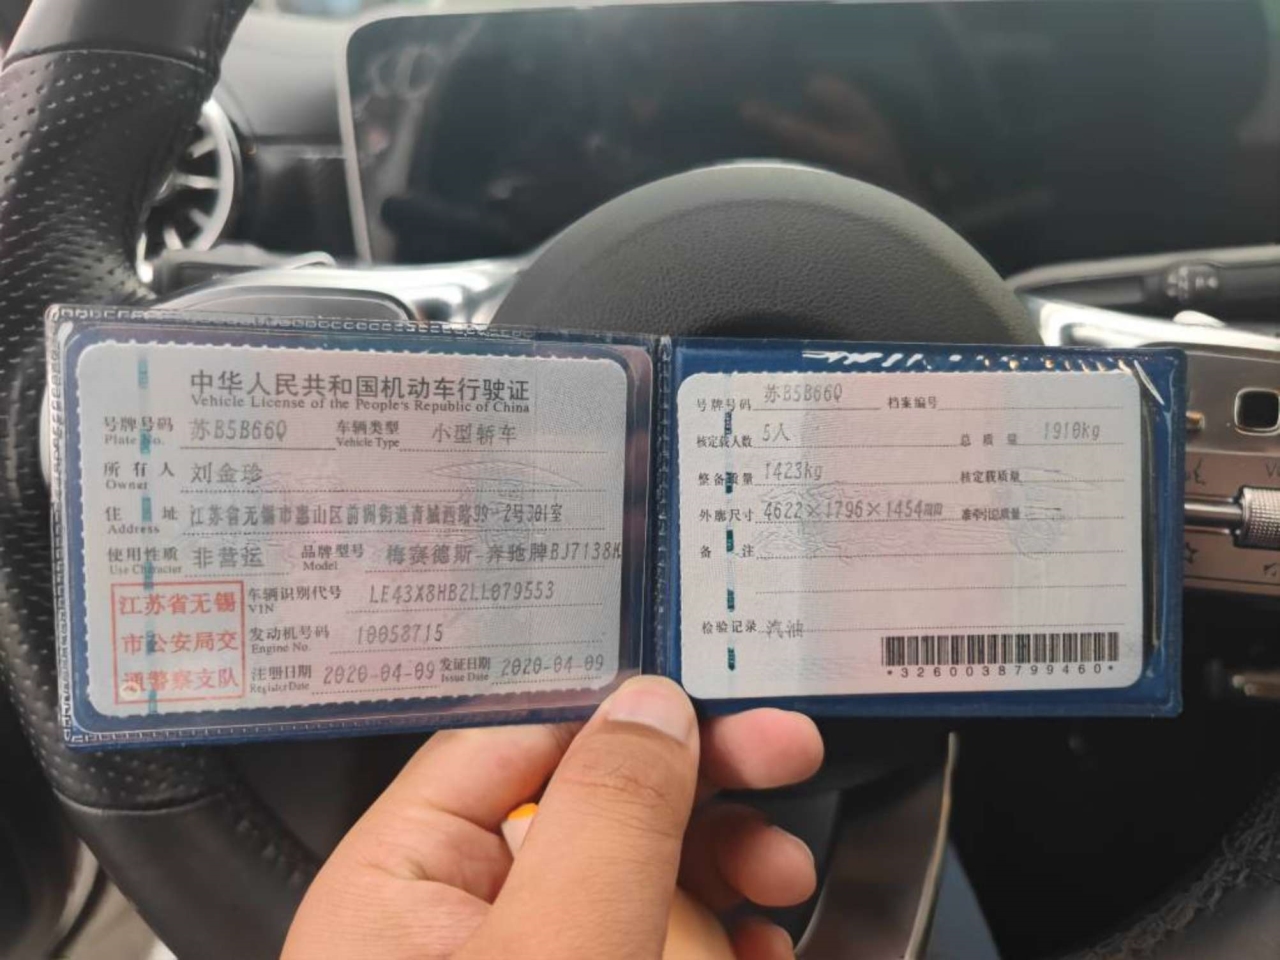 中华人民共和国机动车行驶证
Vehicle License of the People's Republic of China
号牌号码 苏B5B66Q 车辆类型 小型轿车
Plate No. Vehicle Type
所有人 刘金珍
Owner
住址 江苏省无锡市惠山区前洲街道青城西路39-2号301室
Address
使用性质 非营运 品牌型号 梅赛德斯-奔驰牌BJ7138H
Use Character Model
江苏省无锡
市公安局交
通警察支队
车辆识别代号 LE43X8HB2LL079553
VIN
发动机号码 10058715
Engine No.
注册日期 2020-04-09 发证日期 2020-04-09
Register Date Issue Date
号牌号码 苏B5B66Q 档案编号
核定载人数 5人 总质量 1910kg
整备质量 1423kg 核定载质量
外廓尺寸 4622×1796×1454mm 准牵引总质量
备注
检验记录 汽油
*3260038799460*